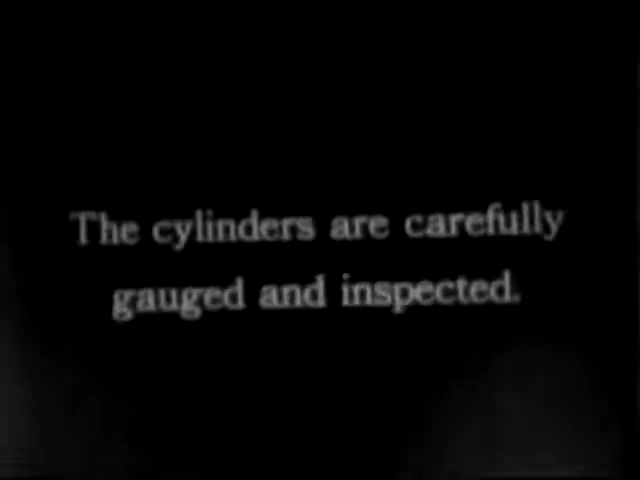 The cylinders are carefully
gauged and inspected.